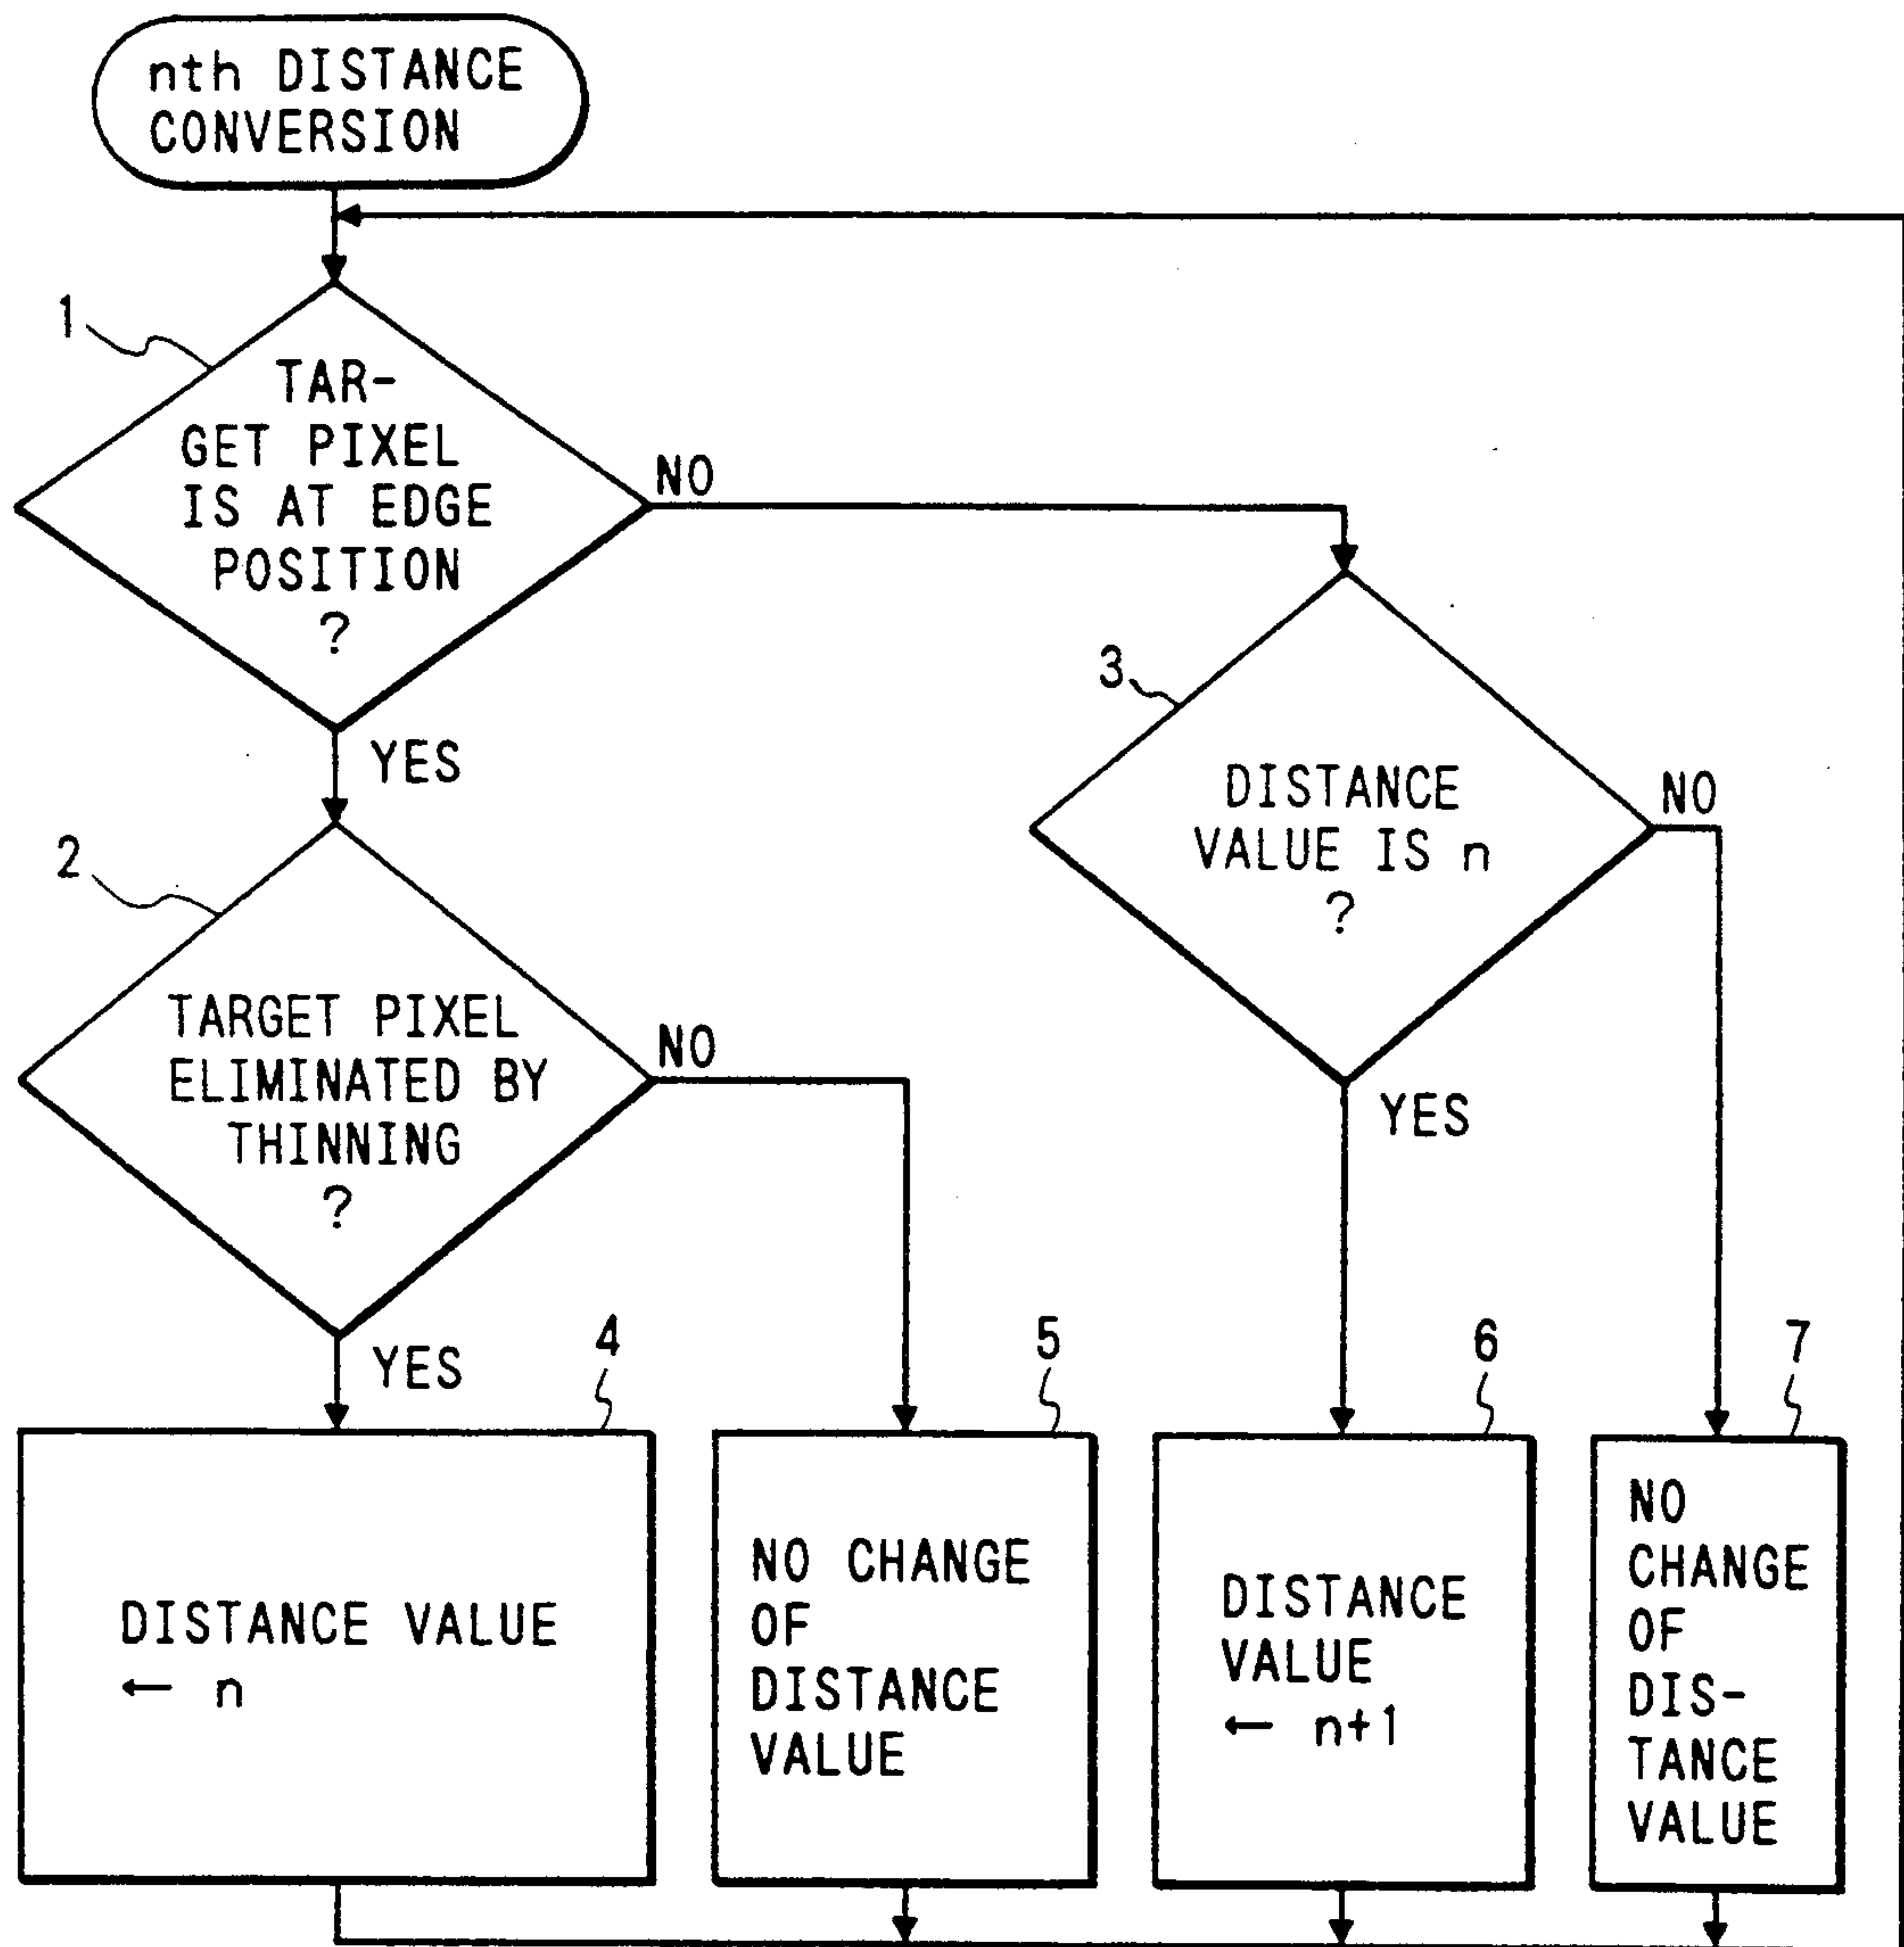 nth DISTANCE
CONVERSION
1
TAR-
GET PIXEL
IS AT EDGE
POSITION
?
NO
YES
2
TARGET PIXEL
ELIMINATED BY
THINNING
?
NO
YES
3
DISTANCE
VALUE IS n
?
NO
YES
4
DISTANCE VALUE
← n
5
NO CHANGE
OF
DISTANCE
VALUE
6
DISTANCE
VALUE
← n+1
7
NO
CHANGE
OF
DIS-
TANCE
VALUE